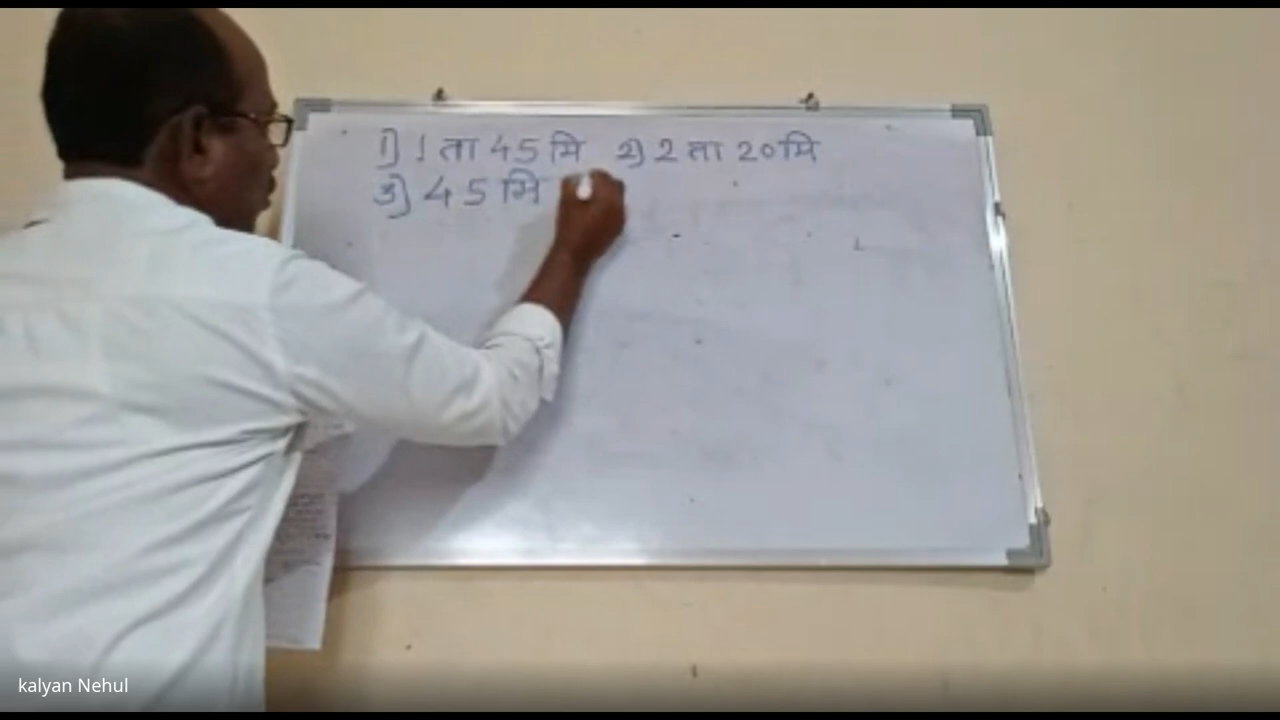 1) 1 ता 45 मि 2) 2 ता 20 मि
3) 45 मि
kalyan Nehul